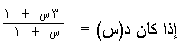 إذا كان د(س) = ٣س + ١
س + ١